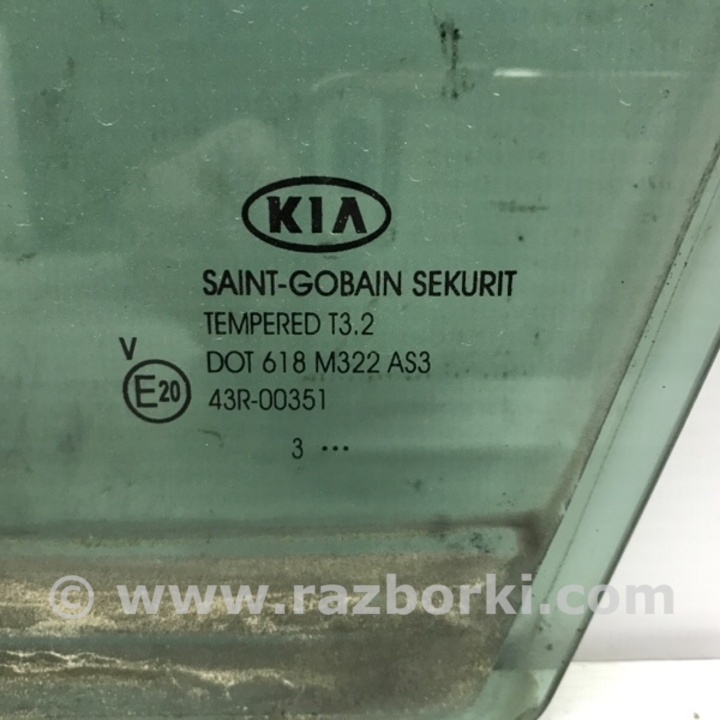 KIA
SAINT-GOBAIN SEKURIT
TEMPERED T3.2
V
DOT 618 M322 AS3
E20
43R-00351
3 ...
© www.razborki.com